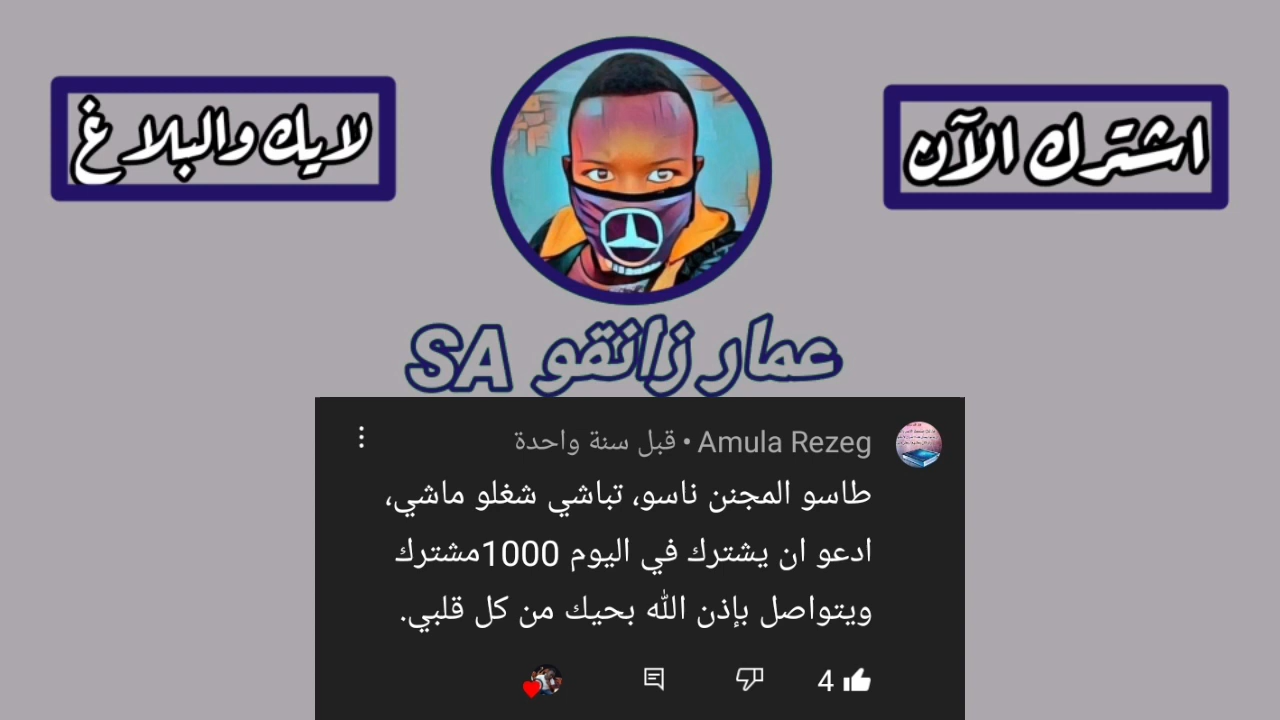 اشترك الآن
لايك والبلاغ
عمار زانقو SA
Amula Rezeg • قبل سنة واحدة
طاسو المجنن ناسو، تباشي شغلو ماشي،
ادعو ان يشترك في اليوم 1000مشترك
ويتواصل بإذن الله بحيك من كل قلبي.
4